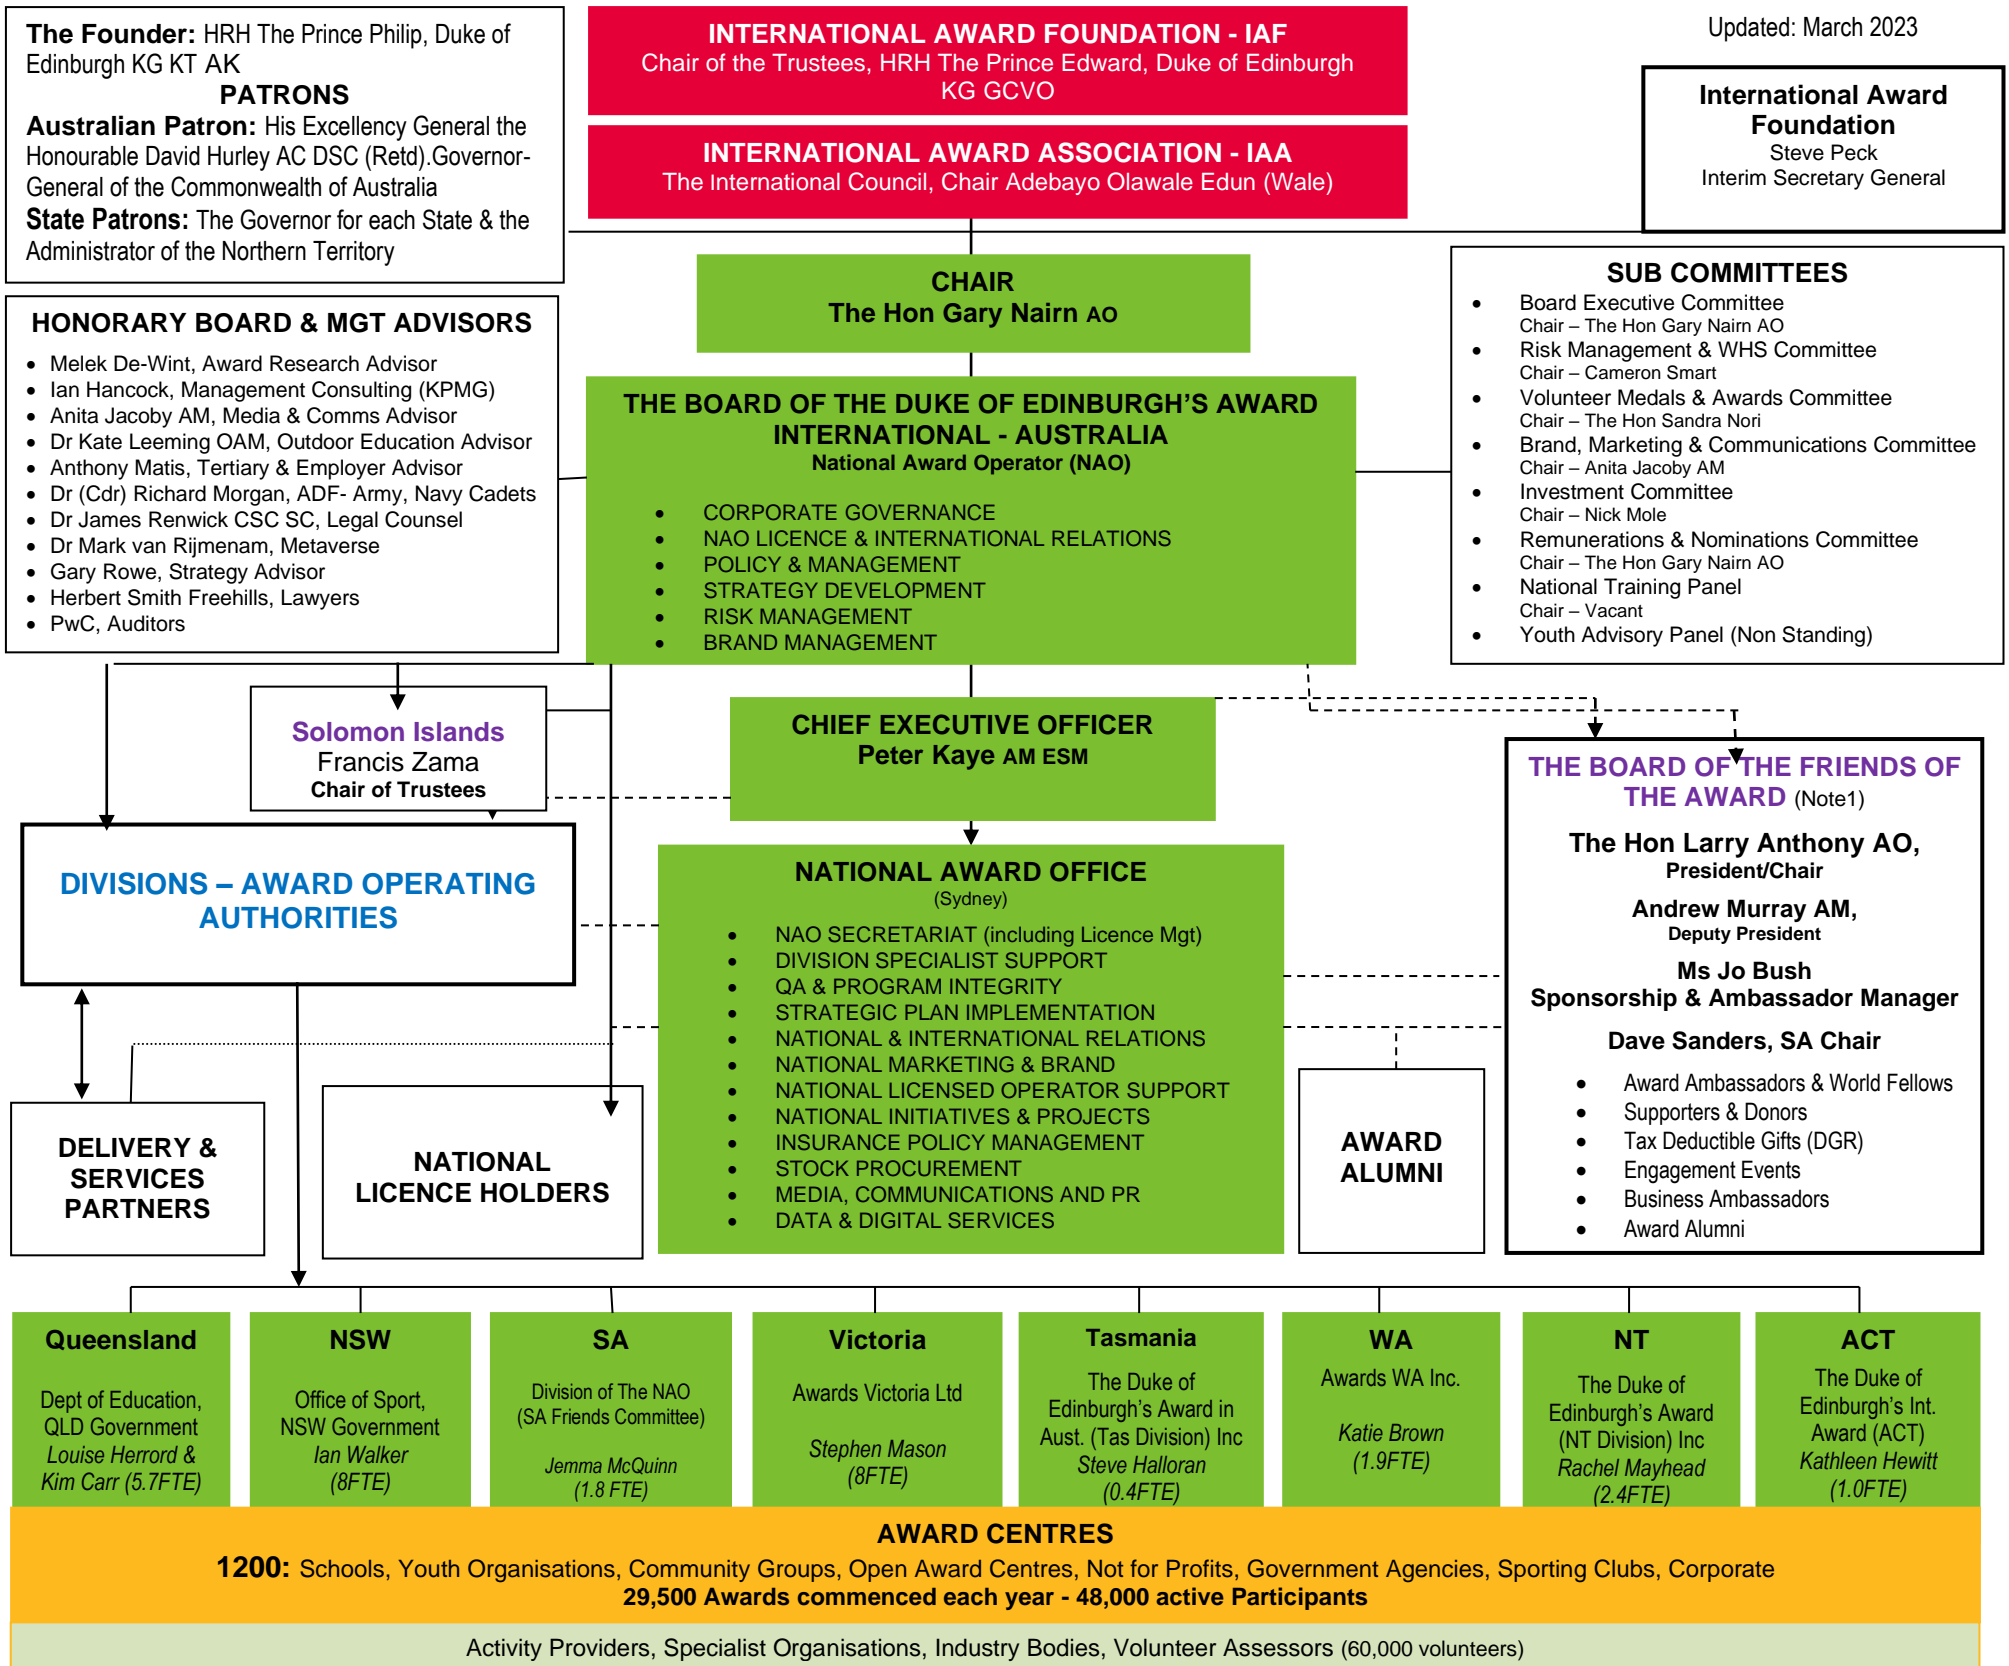 The Founder: HRH The Prince Philip, Duke of
Edinburgh KG KT AK
PATRONS
Australian Patron: His Excellency General the
Honourable David Hurley AC DSC (Retd).Governor-
General of the Commonwealth of Australia
State Patrons: The Governor for each State & the
Administrator of the Northern Territory
INTERNATIONAL AWARD FOUNDATION - IAF
Chair of the Trustees, HRH The Prince Edward, Duke of Edinburgh
KG GCVO
INTERNATIONAL AWARD ASSOCIATION - IAA
The International Council, Chair Adebayo Olawale Edun (Wale)
Updated: March 2023
International Award
Foundation
Steve Peck
Interim Secretary General
CHAIR
The Hon Gary Nairn AO
HONORARY BOARD & MGT ADVISORS
• Melek De-Wint, Award Research Advisor
• Ian Hancock, Management Consulting (KPMG)
• Anita Jacoby AM, Media & Comms Advisor
• Dr Kate Leeming OAM, Outdoor Education Advisor
• Anthony Matis, Tertiary & Employer Advisor
• Dr (Cdr) Richard Morgan, ADF- Army, Navy Cadets
• Dr James Renwick CSC SC, Legal Counsel
• Dr Mark van Rijmenam, Metaverse
• Gary Rowe, Strategy Advisor
• Herbert Smith Freehills, Lawyers
• PwC, Auditors
THE BOARD OF THE DUKE OF EDINBURGH'S AWARD
INTERNATIONAL - AUSTRALIA
National Award Operator (NAO)
• CORPORATE GOVERNANCE
• NAO LICENCE & INTERNATIONAL RELATIONS
• POLICY & MANAGEMENT
• STRATEGY DEVELOPMENT
• RISK MANAGEMENT
• BRAND MANAGEMENT
SUB COMMITTEES
• Board Executive Committee
Chair – The Hon Gary Nairn AO
• Risk Management & WHS Committee
Chair – Cameron Smart
• Volunteer Medals & Awards Committee
Chair – The Hon Sandra Nori
• Brand, Marketing & Communications Committee
Chair – Anita Jacoby AM
• Investment Committee
Chair – Nick Mole
• Remunerations & Nominations Committee
Chair – The Hon Gary Nairn AO
• National Training Panel
Chair – Vacant
• Youth Advisory Panel (Non Standing)
Solomon Islands
Francis Zama
Chair of Trustees
CHIEF EXECUTIVE OFFICER
Peter Kaye AM ESM
DIVISIONS – AWARD OPERATING
AUTHORITIES
NATIONAL AWARD OFFICE
(Sydney)
• NAO SECRETARIAT (including Licence Mgt)
• DIVISION SPECIALIST SUPPORT
• QA & PROGRAM INTEGRITY
• STRATEGIC PLAN IMPLEMENTATION
• NATIONAL & INTERNATIONAL RELATIONS
• NATIONAL MARKETING & BRAND
• NATIONAL LICENSED OPERATOR SUPPORT
• NATIONAL INITIATIVES & PROJECTS
• INSURANCE POLICY MANAGEMENT
• STOCK PROCUREMENT
• MEDIA, COMMUNICATIONS AND PR
• DATA & DIGITAL SERVICES
THE BOARD OF THE FRIENDS OF
THE AWARD (Note1)
The Hon Larry Anthony AO,
President/Chair
Andrew Murray AM,
Deputy President
Ms Jo Bush
Sponsorship & Ambassador Manager
Dave Sanders, SA Chair
• Award Ambassadors & World Fellows
• Supporters & Donors
• Tax Deductible Gifts (DGR)
• Engagement Events
• Business Ambassadors
• Award Alumni
DELIVERY &
SERVICES
PARTNERS
NATIONAL
LICENCE HOLDERS
AWARD
ALUMNI
Queensland
Dept of Education,
QLD Government
Louise Herrord &
Kim Carr (5.7FTE)
NSW
Office of Sport,
NSW Government
Ian Walker
(8FTE)
SA
Division of The NAO
(SA Friends Committee)
Jemma McQuinn
(1.8 FTE)
Victoria
Awards Victoria Ltd
Stephen Mason
(8FTE)
Tasmania
The Duke of
Edinburgh's Award in
Aust. (Tas Division) Inc
Steve Halloran
(0.4FTE)
WA
Awards WA Inc.
Katie Brown
(1.9FTE)
NT
The Duke of
Edinburgh's Award
(NT Division) Inc
Rachel Mayhead
(2.4FTE)
ACT
The Duke of
Edinburgh's Int.
Award (ACT)
Kathleen Hewitt
(1.0FTE)
AWARD CENTRES
1200: Schools, Youth Organisations, Community Groups, Open Award Centres, Not for Profits, Government Agencies, Sporting Clubs, Corporate
29,500 Awards commenced each year - 48,000 active Participants
Activity Providers, Specialist Organisations, Industry Bodies, Volunteer Assessors (60,000 volunteers)